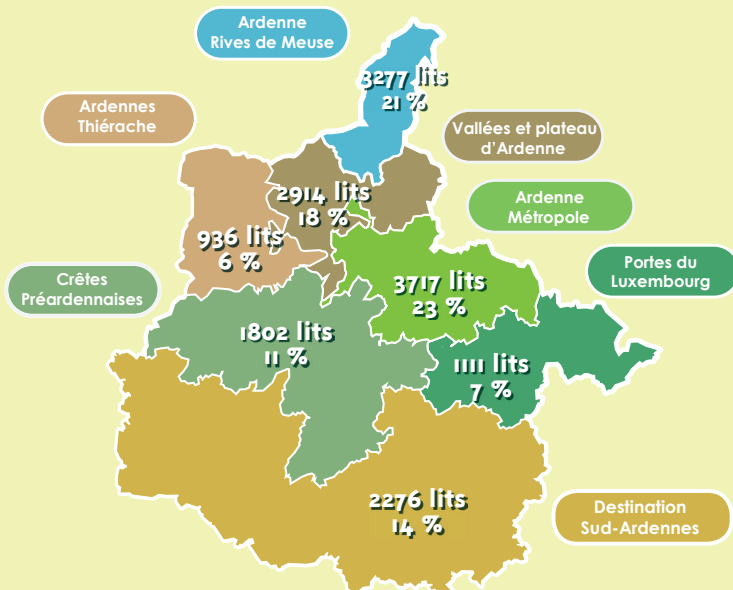 Ardenne
Rives de Meuse
3277 lits
21 %
Ardennes
Thiérache
Vallées et plateau
d'Ardenne
2914 lits
18 %
Ardenne
Métropole
936 lits
6 %
Portes du
Luxembourg
Crêtes
Préardennaises
3717 lits
23 %
1802 lits
11 %
1111 lits
7 %
2276 lits
14 %
Destination
Sud-Ardennes